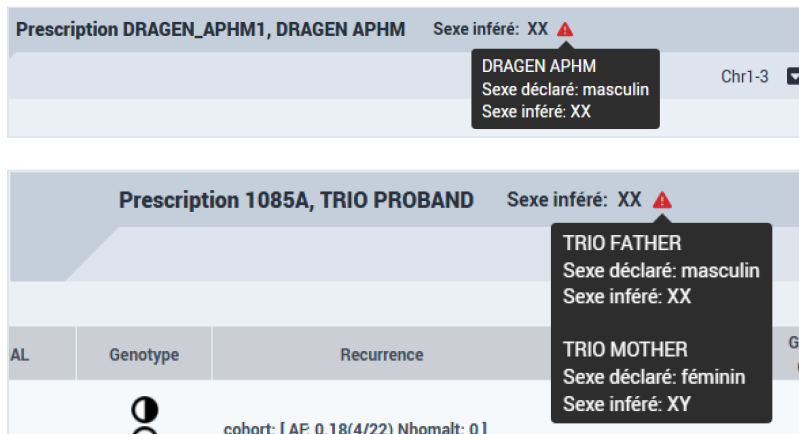 Prescription DRAGEN_APHM1, DRAGEN APHM Sexe inféré: XX
DRAGEN APHM
Sexe déclaré: masculin
Sexe inféré: XX
Chr1-3
Prescription 1085A, TRIO PROBAND Sexe inféré: XX
TRIO FATHER
Sexe déclaré: masculin
Sexe inféré: XX
TRIO MOTHER
Sexe déclaré: féminin
Sexe inféré: XY
AL Genotype Recurrence G
cohort: [ AF: 0.18(4/22) Nhomalt: 0 ]